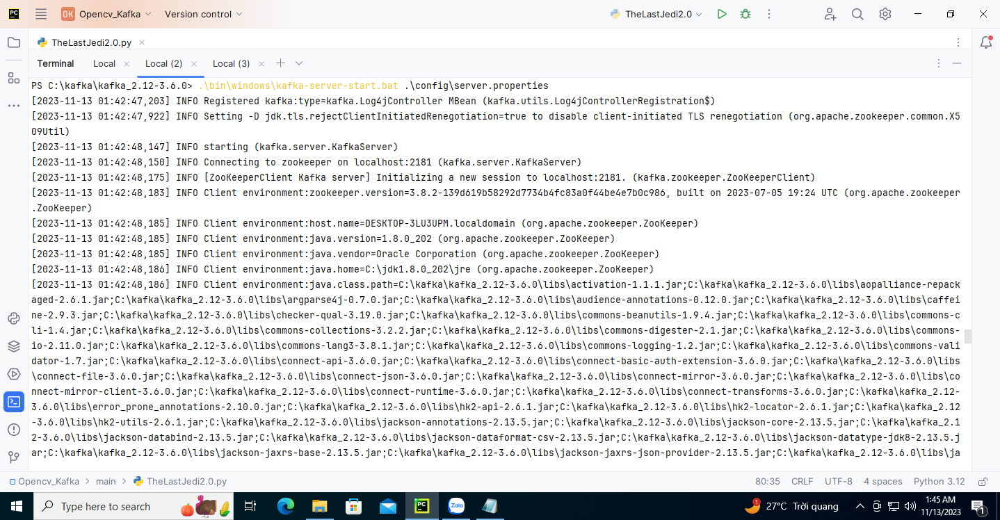 PC
OK Opencv_Kafka Version control TheLastJedi2.0
TheLastJedi2.0.py
Terminal Local Local (2) Local (3)
PS C:\kafka\kafka_2.12-3.6.0> .\bin\windows\kafka-server-start.bat .\config\server.properties
[2023-11-13 01:42:47,203] INFO Registered kafka:type=kafka.Log4jController MBean (kafka.utils.Log4jControllerRegistration$)
[2023-11-13 01:42:47,922] INFO Setting -D jdk.tls.rejectClientInitiatedRenegotiation=true to disable client-initiated TLS renegotiation (org.apache.zookeeper.common.X5
09Util)
[2023-11-13 01:42:48,147] INFO starting (kafka.server.KafkaServer)
[2023-11-13 01:42:48,150] INFO Connecting to zookeeper on localhost:2181 (kafka.server.KafkaServer)
[2023-11-13 01:42:48,175] INFO [ZooKeeperClient Kafka server] Initializing a new session to localhost:2181. (kafka.zookeeper.ZooKeeperClient)
[2023-11-13 01:42:48,183] INFO Client environment:zookeeper.version=3.8.2-139d619b58292d7734b4fc83a0f44be4e7b0c986, built on 2023-07-05 19:24 UTC (org.apache.zookeeper
.ZooKeeper)
[2023-11-13 01:42:48,185] INFO Client environment:host.name=DESKTOP-3LU3UPM.localdomain (org.apache.zookeeper.ZooKeeper)
[2023-11-13 01:42:48,185] INFO Client environment:java.version=1.8.0_202 (org.apache.zookeeper.ZooKeeper)
[2023-11-13 01:42:48,185] INFO Client environment:java.vendor=Oracle Corporation (org.apache.zookeeper.ZooKeeper)
[2023-11-13 01:42:48,186] INFO Client environment:java.home=C:\jdk1.8.0_202\jre (org.apache.zookeeper.ZooKeeper)
[2023-11-13 01:42:48,186] INFO Client environment:java.class.path=C:\kafka\kafka_2.12-3.6.0\libs\activation-1.1.1.jar;C:\kafka\kafka_2.12-3.6.0\libs\aopalliance-repack
aged-2.6.1.jar;C:\kafka\kafka_2.12-3.6.0\libs\argparse4j-0.7.0.jar;C:\kafka\kafka_2.12-3.6.0\libs\audience-annotations-0.12.0.jar;C:\kafka\kafka_2.12-3.6.0\libs\caffei
ne-2.9.3.jar;C:\kafka\kafka_2.12-3.6.0\libs\checker-qual-3.19.0.jar;C:\kafka\kafka_2.12-3.6.0\libs\commons-beanutils-1.9.4.jar;C:\kafka\kafka_2.12-3.6.0\libs\commons-c
li-1.4.jar;C:\kafka\kafka_2.12-3.6.0\libs\commons-collections-3.2.2.jar;C:\kafka\kafka_2.12-3.6.0\libs\commons-digester-2.1.jar;C:\kafka\kafka_2.12-3.6.0\libs\commons-
io-2.11.0.jar;C:\kafka\kafka_2.12-3.6.0\libs\commons-lang3-3.8.1.jar;C:\kafka\kafka_2.12-3.6.0\libs\commons-logging-1.2.jar;C:\kafka\kafka_2.12-3.6.0\libs\commons-vali
dator-1.7.jar;C:\kafka\kafka_2.12-3.6.0\libs\connect-api-3.6.0.jar;C:\kafka\kafka_2.12-3.6.0\libs\connect-basic-auth-extension-3.6.0.jar;C:\kafka\kafka_2.12-3.6.0\libs
\connect-file-3.6.0.jar;C:\kafka\kafka_2.12-3.6.0\libs\connect-json-3.6.0.jar;C:\kafka\kafka_2.12-3.6.0\libs\connect-mirror-3.6.0.jar;C:\kafka\kafka_2.12-3.6.0\libs\co
nnect-mirror-client-3.6.0.jar;C:\kafka\kafka_2.12-3.6.0\libs\connect-runtime-3.6.0.jar;C:\kafka\kafka_2.12-3.6.0\libs\connect-transforms-3.6.0.jar;C:\kafka\kafka_2.12-
3.6.0\libs\error_prone_annotations-2.10.0.jar;C:\kafka\kafka_2.12-3.6.0\libs\hk2-api-2.6.1.jar;C:\kafka\kafka_2.12-3.6.0\libs\hk2-locator-2.6.1.jar;C:\kafka\kafka_2.12
-3.6.0\libs\hk2-utils-2.6.1.jar;C:\kafka\kafka_2.12-3.6.0\libs\jackson-annotations-2.13.5.jar;C:\kafka\kafka_2.12-3.6.0\libs\jackson-core-2.13.5.jar;C:\kafka\kafka_2.1
2-3.6.0\libs\jackson-databind-2.13.5.jar;C:\kafka\kafka_2.12-3.6.0\libs\jackson-dataformat-csv-2.13.5.jar;C:\kafka\kafka_2.12-3.6.0\libs\jackson-datatype-jdk8-2.13.5.j
ar;C:\kafka\kafka_2.12-3.6.0\libs\jackson-jaxrs-base-2.13.5.jar;C:\kafka\kafka_2.12-3.6.0\libs\jackson-jaxrs-json-provider-2.13.5.jar;C:\kafka\kafka_2.12-3.6.0\libs\ja
Opencv_Kafka > main > TheLastJedi2.0.py 80:35 CRLF UTF-8 4 spaces Python 3.12
Type here to search PC Zalo 1 27°C Trời quang 1:45 AM 1
11/13/2023